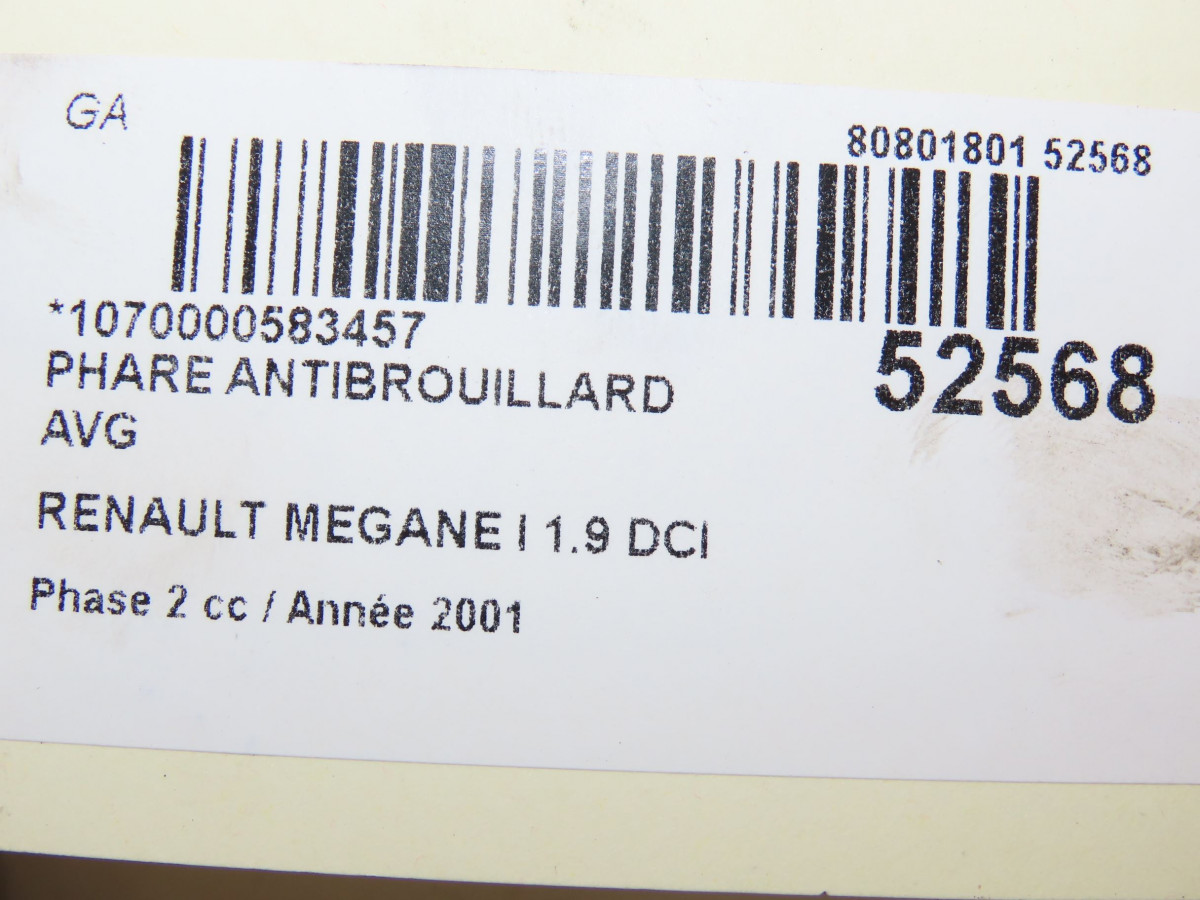 GA
80801801 52568
*1070000583457
52568
PHARE ANTIBROUILLARD
AVG
RENAULT MEGANE I 1.9 DCI
Phase 2 cc / Année 2001